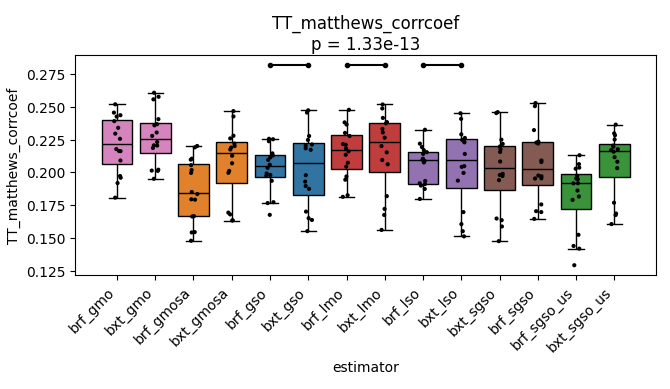 TT_matthews_corrcoef
p = 1.33e-13
TT_matthews_corrcoef
0.275
0.250
0.225
0.200
0.175
0.150
0.125
brf_gmo
bxt_gmo
brf_gmosa
bxt_gmosa
brf_gso
bxt_gso
brf_lmo
bxt_lmo
brf_lso
bxt_lso
bxt_sgso
brf_sgso
brf_sgso_us
bxt_sgso_us
estimator